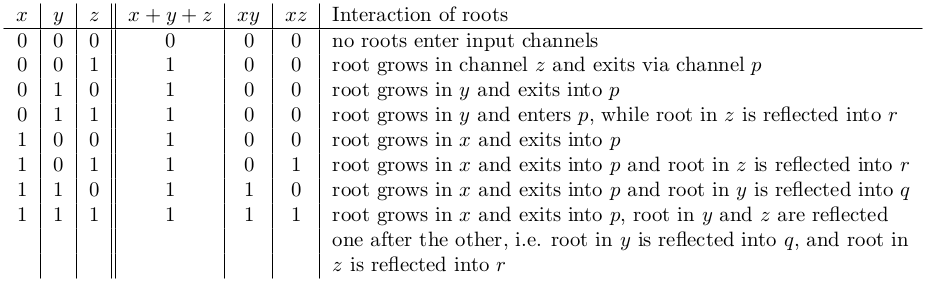 x y z x + y + z xy xz Interaction of roots
0 0 0 0 0 0 no roots enter input channels
0 0 1 1 0 0 root grows in channel z and exits via channel p
0 1 0 1 0 0 root grows in y and exits into p
0 1 1 1 0 0 root grows in y and enters p, while root in z is reflected into r
1 0 0 1 0 0 root grows in x and exits into p
1 0 1 1 0 1 root grows in x and exits into p and root in z is reflected into r
1 1 0 1 1 0 root grows in x and exits into p and root in y is reflected into q
1 1 1 1 1 1 root grows in x and exits into p, root in y and z are reflected
one after the other, i.e. root in y is reflected into q, and root in
z is reflected into r